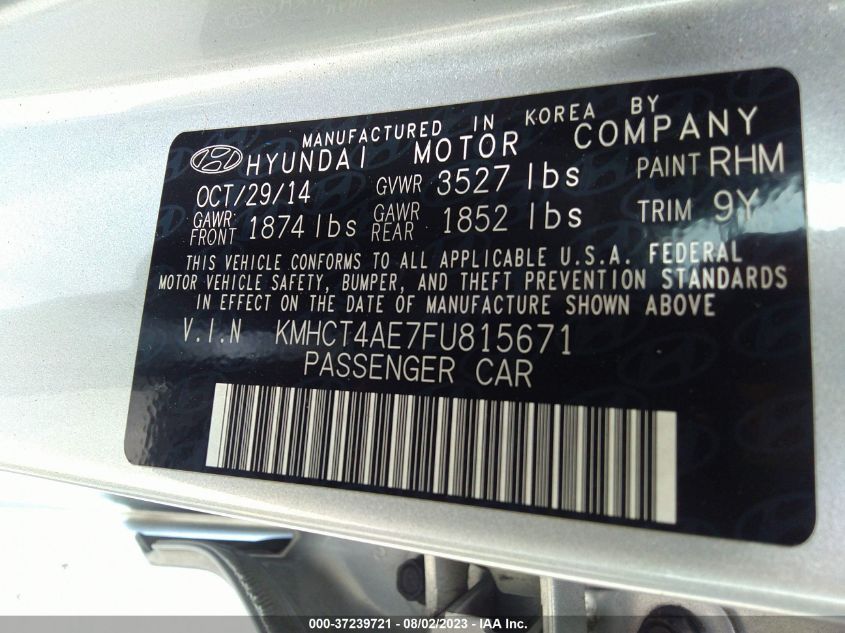 MANUFACTURED IN KOREA BY
HYUNDAI MOTOR COMPANY
OCT/29/14 GVWR 3527 lbs PAINT RHM
GAWR: FRONT 1874 lbs GAWR REAR 1852 lbs TRIM 9Y
THIS VEHICLE CONFORMS TO ALL APPLICABLE U.S.A. FEDERAL
MOTOR VEHICLE SAFETY, BUMPER, AND THEFT PREVENTION STANDARDS
IN EFFECT ON THE DATE OF MANUFACTURE SHOWN ABOVE
V.I.N KMHCT4AE7FU815671
PASSENGER CAR
000-37239721 - 08/02/2023 - IAA Inc.